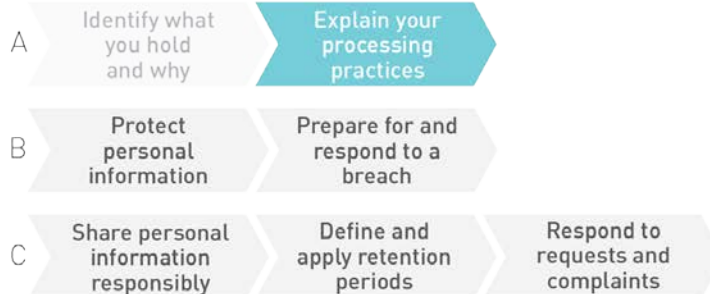 A
Identify what
you hold
and why
Explain your
processing
practices
B
Protect
personal
information
Prepare for and
respond to a
breach
C
Share personal
information
responsibly
Define and
apply retention
periods
Respond to
requests and
complaints